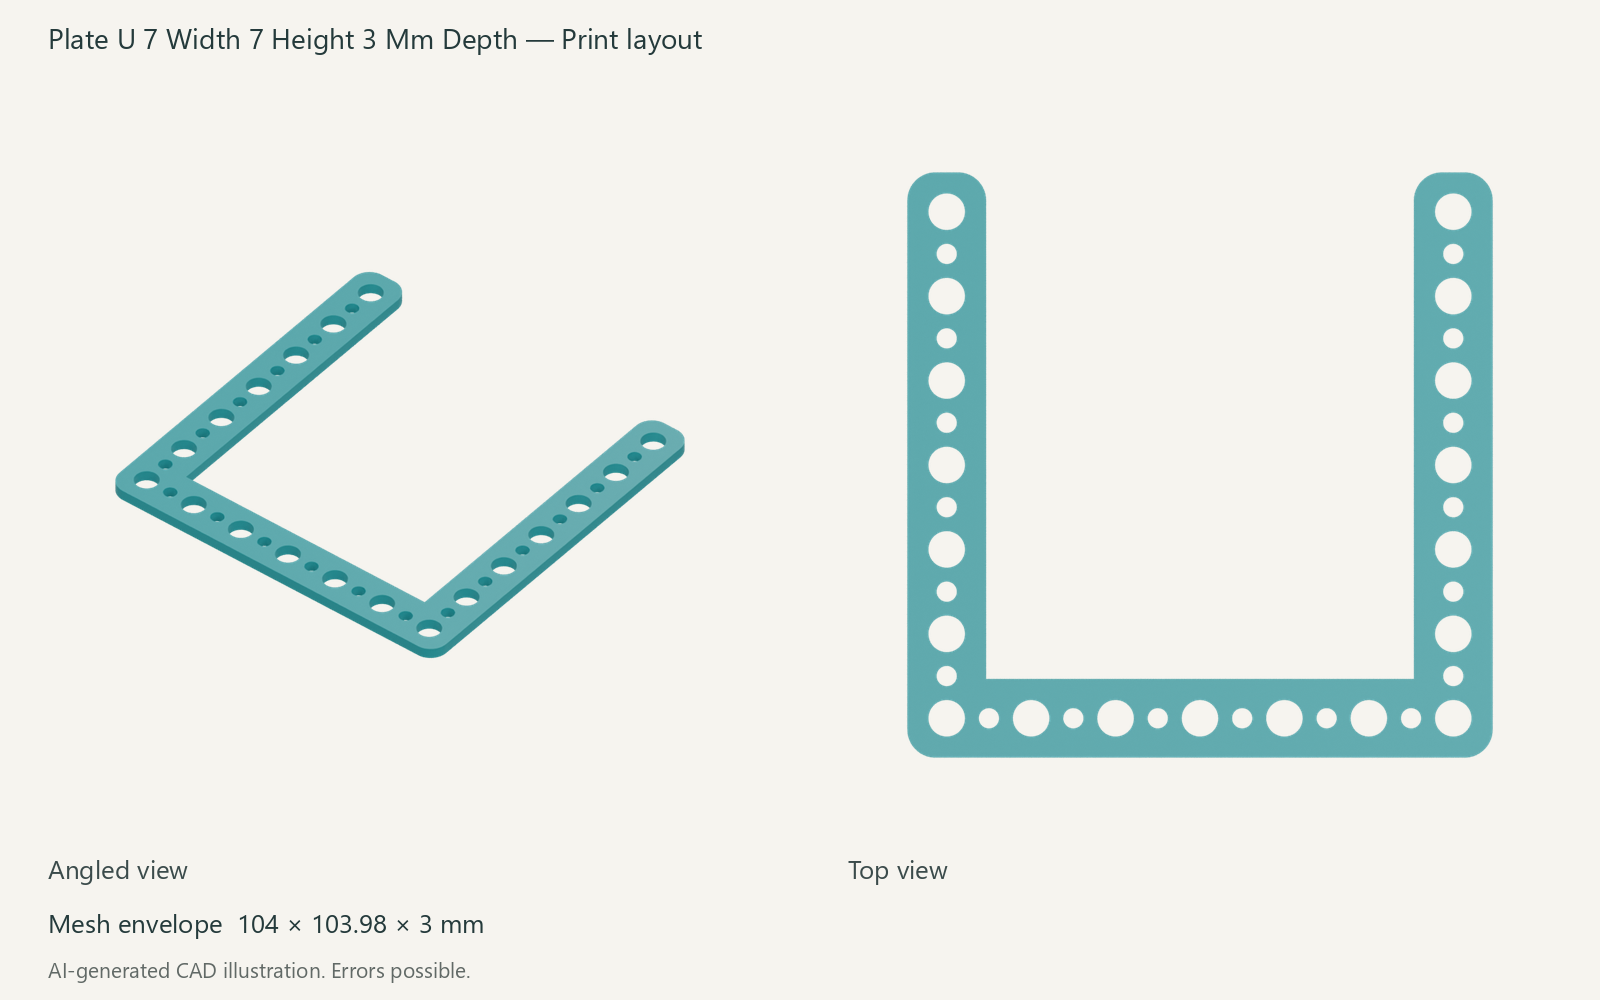 Plate U 7 Width 7 Height 3 Mm Depth — Print layout
Angled view
Top view
Mesh envelope 104 × 103.98 × 3 mm
AI-generated CAD illustration. Errors possible.